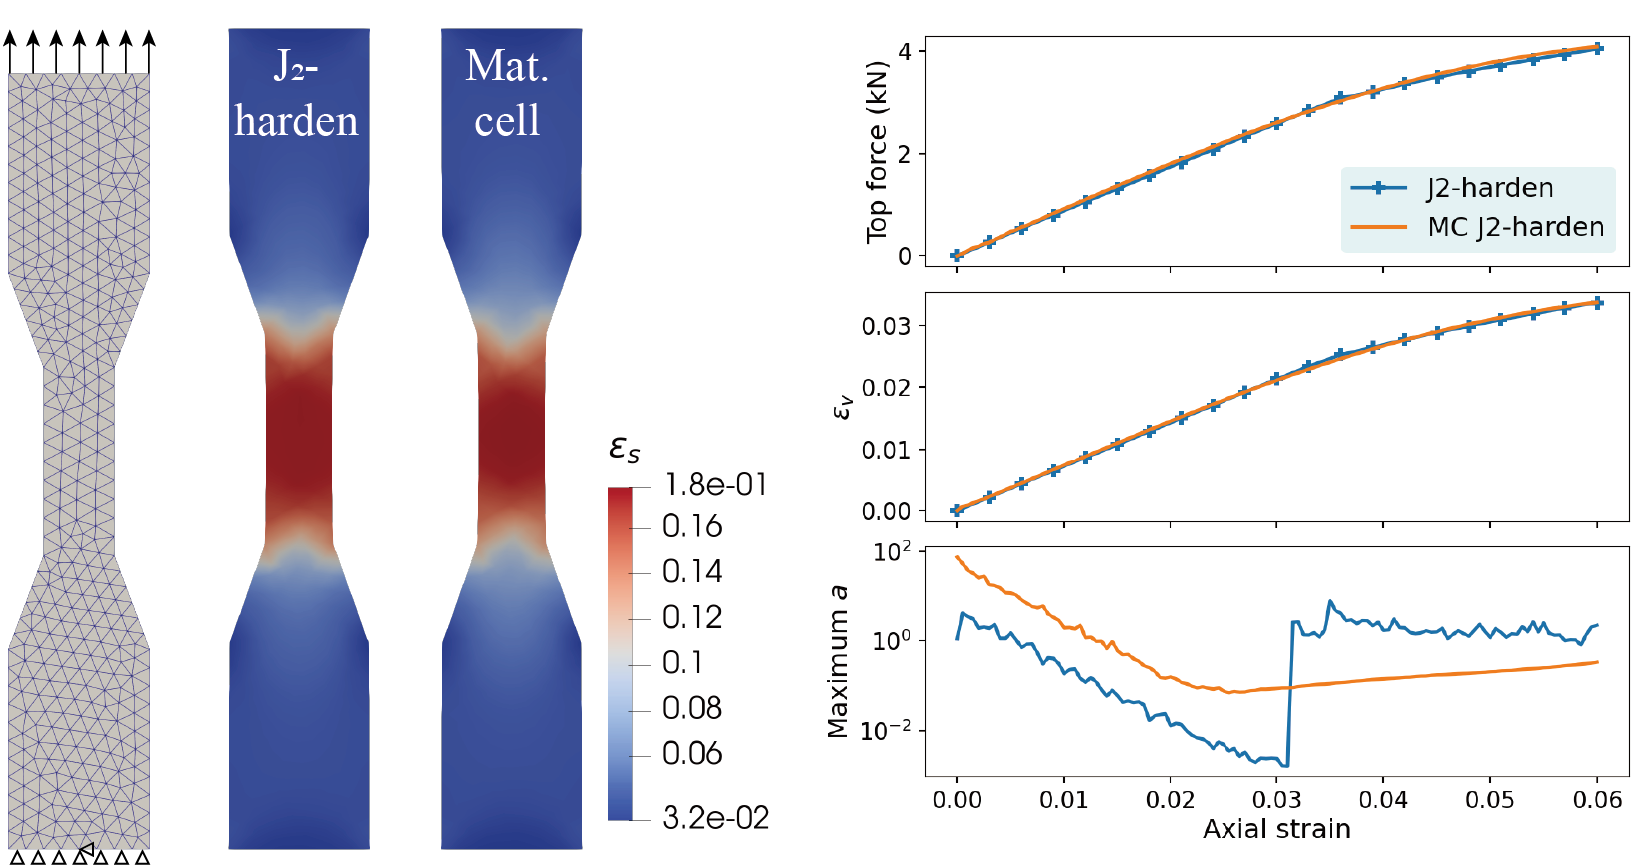 J₂-
harden
Mat.
cell
εs
1.8e-01
0.16
0.14
0.12
0.1
0.08
0.06
3.2e-02
Top force (kN)
4
2
0
J2-harden
MC J2-harden
εv
0.03
0.02
0.01
0.00
Maximum a
10²
10⁰
10⁻²
0.00 0.01 0.02 0.03 0.04 0.05 0.06
Axial strain